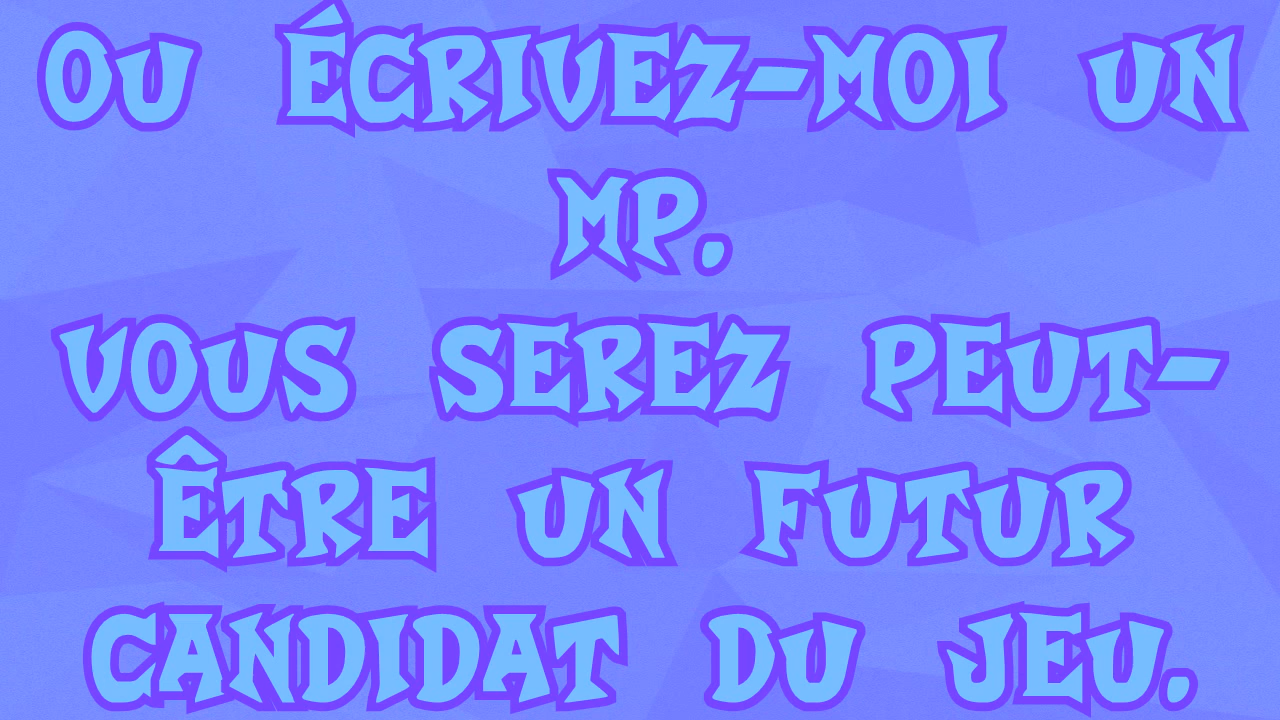 OU ÉCRIVEZ-MOI UN
MP.
VOUS SEREZ PEUT-
ÊTRE UN FUTUR
CANDIDAT DU JEU.